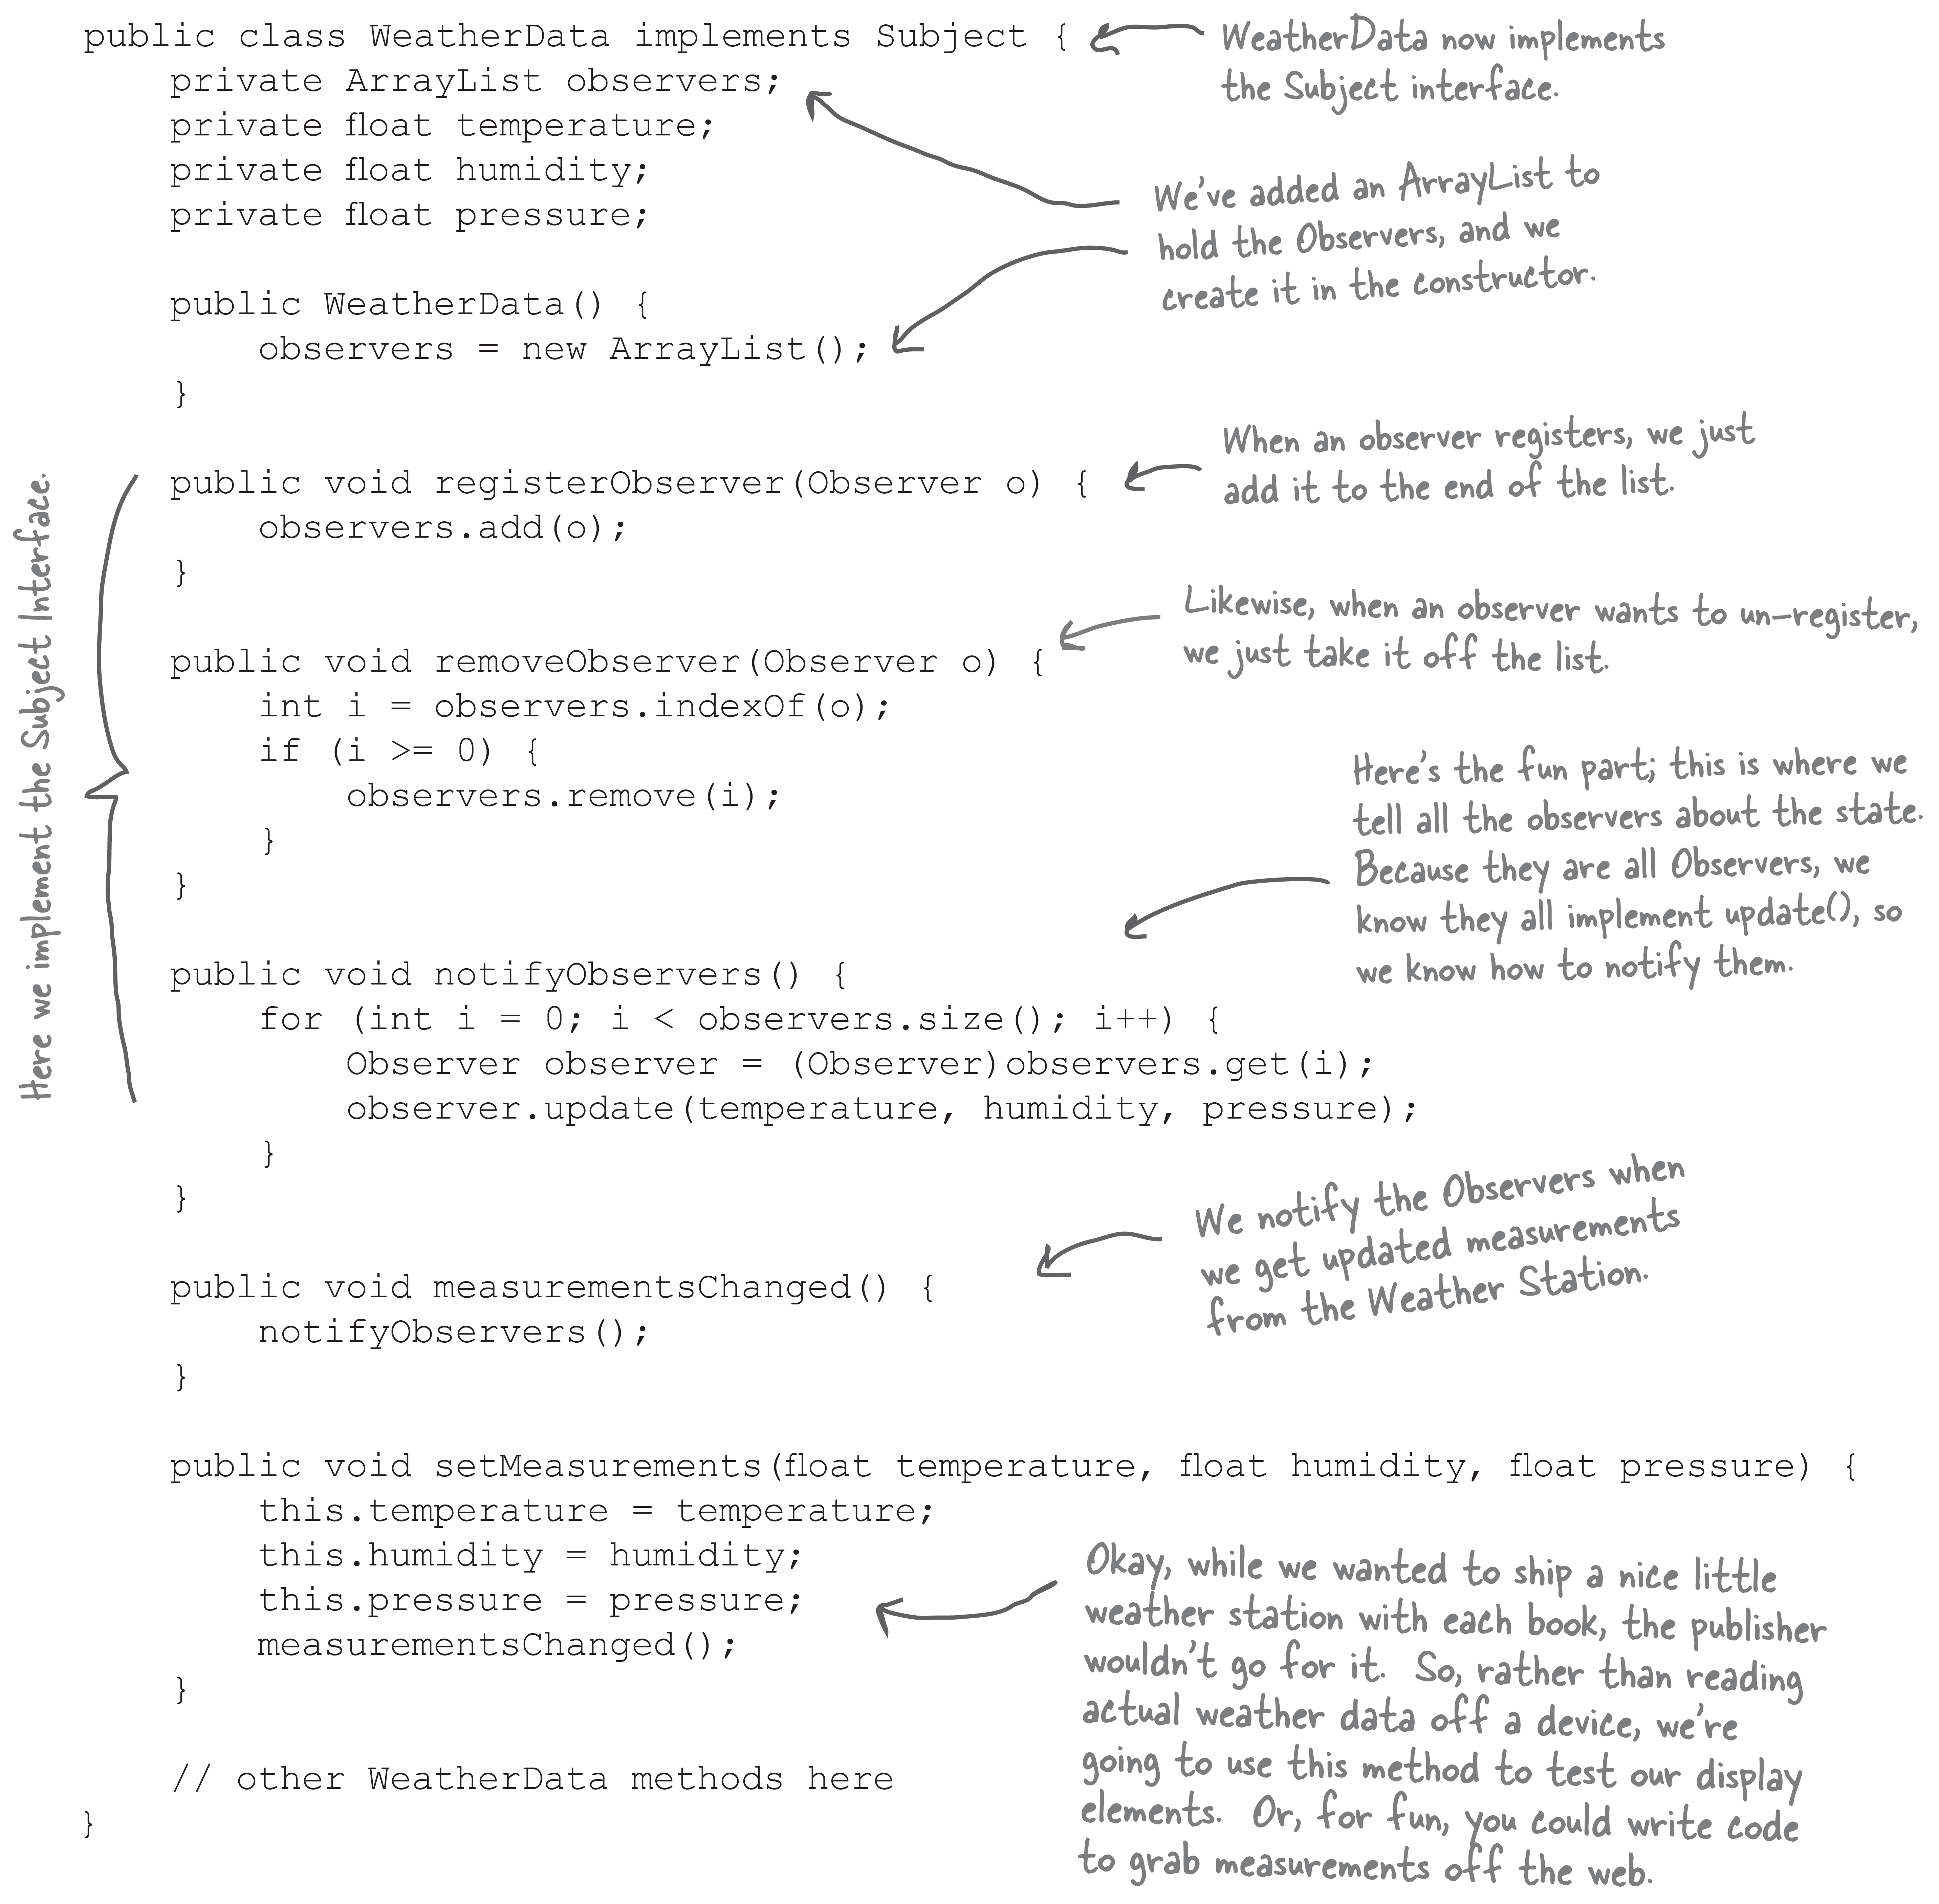 public class WeatherData implements Subject {
WeatherData now implements
the Subject interface.
private ArrayList observers;
private float temperature;
private float humidity;
private float pressure;
We've added an ArrayList to
hold the Observers, and we
create it in the constructor.
public WeatherData() {
observers = new ArrayList();
}
Here we implement the Subject Interface.
public void registerObserver(Observer o) {
When an observer registers, we just
add it to the end of the list.
observers.add(o);
}
public void removeObserver(Observer o) {
Likewise, when an observer wants to un-register,
we just take it off the list.
int i = observers.indexOf(o);
if (i >= 0) {
observers.remove(i);
}
}
Here's the fun part; this is where we
tell all the observers about the state.
Because they are all Observers, we
know they all implement update(), so
we know how to notify them.
public void notifyObservers() {
for (int i = 0; i < observers.size(); i++) {
Observer observer = (Observer)observers.get(i);
observer.update(temperature, humidity, pressure);
}
}
We notify the Observers when
we get updated measurements
from the Weather Station.
public void measurementsChanged() {
notifyObservers();
}
public void setMeasurements(float temperature, float humidity, float pressure) {
this.temperature = temperature;
this.humidity = humidity;
this.pressure = pressure;
measurementsChanged();
}
Okay, while we wanted to ship a nice little
weather station with each book, the publisher
wouldn't go for it. So, rather than reading
actual weather data off a device, we're
going to use this method to test our display
elements. Or, for fun, you could write code
to grab measurements off the web.
// other WeatherData methods here
}